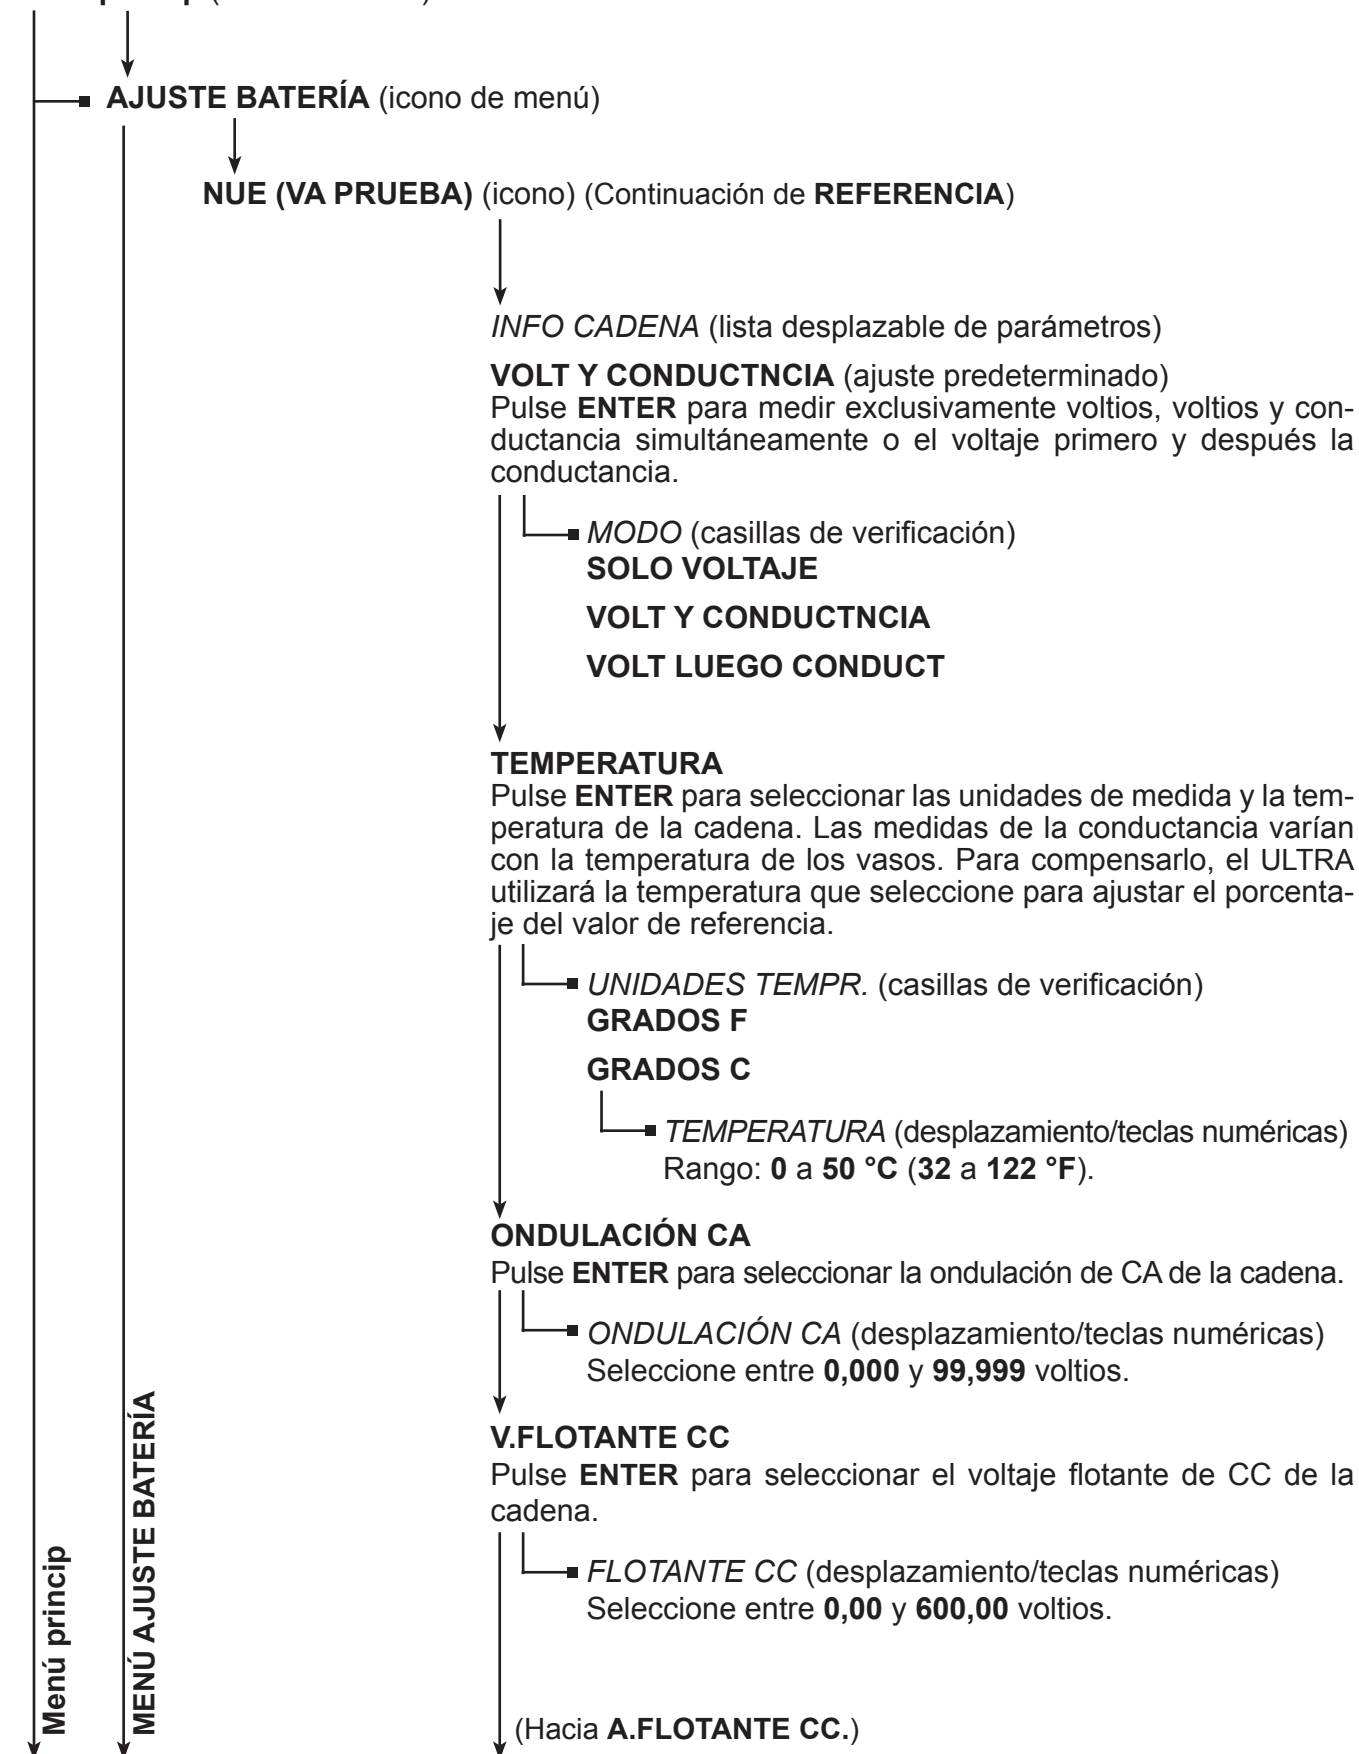 AJUSTE BATERÍA (icono de menú)
NUE (VA PRUEBA) (icono) (Continuación de REFERENCIA)
INFO CADENA (lista desplazable de parámetros)
VOLT Y CONDUCTNCIA (ajuste predeterminado)
Pulse ENTER para medir exclusivamente voltios, voltios y con-
ductancia simultáneamente o el voltaje primero y después la
conductancia.
MODO (casillas de verificación)
SOLO VOLTAJE
VOLT Y CONDUCTNCIA
VOLT LUEGO CONDUCT
TEMPERATURA
Pulse ENTER para seleccionar las unidades de medida y la tem-
peratura de la cadena. Las medidas de la conductancia varían
con la temperatura de los vasos. Para compensarlo, el ULTRA
utilizará la temperatura que seleccione para ajustar el porcenta-
je del valor de referencia.
UNIDADES TEMPR. (casillas de verificación)
GRADOS F
GRADOS C
TEMPERATURA (desplazamiento/teclas numéricas)
Rango: 0 a 50 °C (32 a 122 °F).
ONDULACIÓN CA
Pulse ENTER para seleccionar la ondulación de CA de la cadena.
ONDULACIÓN CA (desplazamiento/teclas numéricas)
Seleccione entre 0,000 y 99,999 voltios.
V.FLOTANTE CC
Pulse ENTER para seleccionar el voltaje flotante de CC de la
cadena.
FLOTANTE CC (desplazamiento/teclas numéricas)
Seleccione entre 0,00 y 600,00 voltios.
(Hacia A.FLOTANTE CC.)
Menú princip
MENÚ AJUSTE BATERÍA